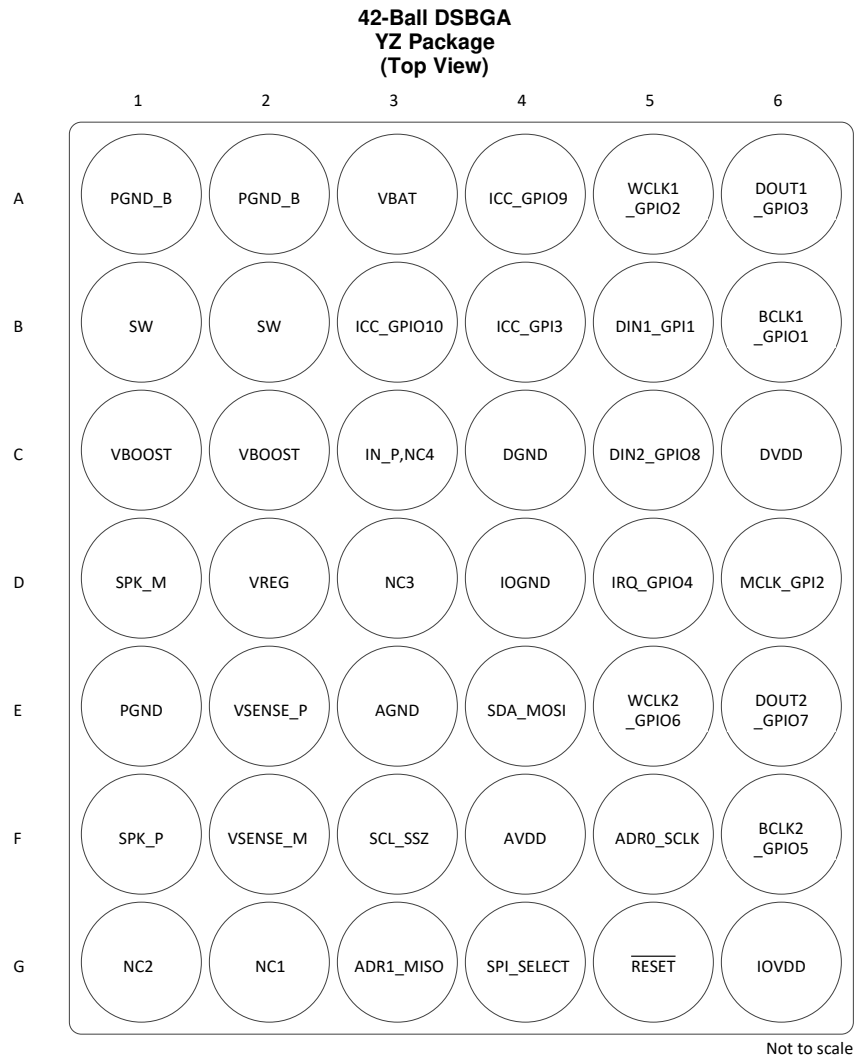 42-Ball DSBGA
YZ Package
(Top View)
1 2 3 4 5 6
A PGND_B PGND_B VBAT ICC_GPIO9 WCLK1 _GPIO2 DOUT1 _GPIO3
B SW SW ICC_GPIO10 ICC_GPI3 DIN1_GPI1 BCLK1 _GPIO1
C VBOOST VBOOST IN_P,NC4 DGND DIN2_GPIO8 DVDD
D SPK_M VREG NC3 IOGND IRQ_GPIO4 MCLK_GPI2
E PGND VSENSE_P AGND SDA_MOSI WCLK2 _GPIO6 DOUT2 _GPIO7
F SPK_P VSENSE_M SCL_SSZ AVDD ADR0_SCLK BCLK2 _GPIO5
G NC2 NC1 ADR1_MISO SPI_SELECT RESET IOVDD
Not to scale